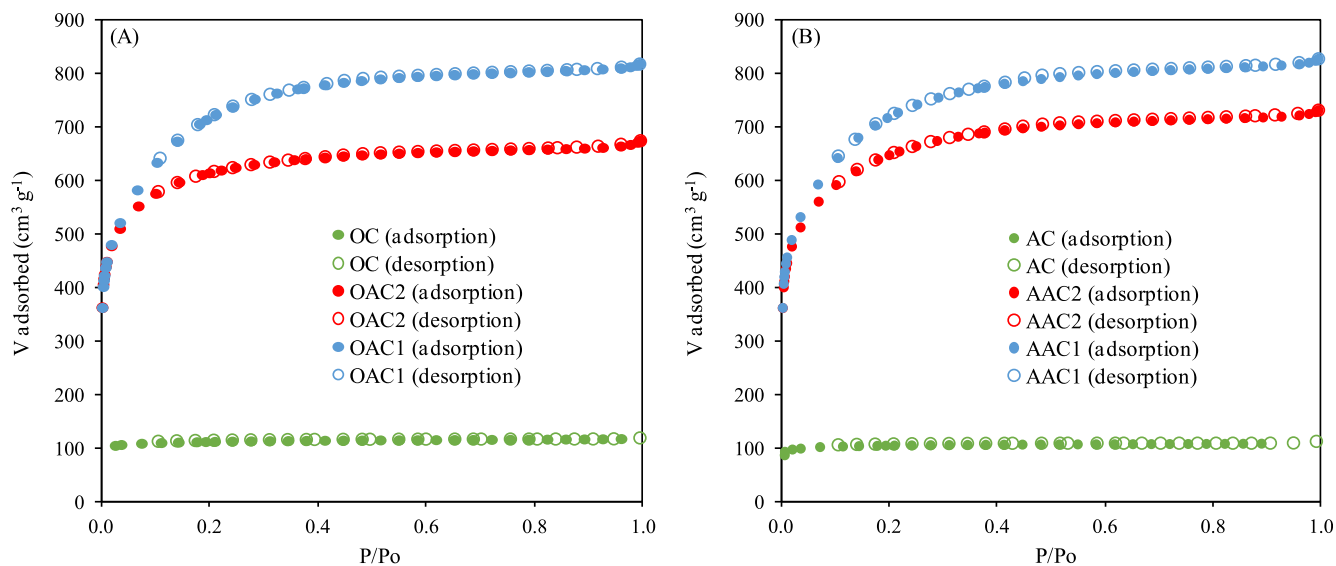 (A)
V adsorbed (cm³ g⁻¹)
900
800
700
600
500
400
300
200
100
0
OC (adsorption)
OC (desorption)
OAC2 (adsorption)
OAC2 (desorption)
OAC1 (adsorption)
OAC1 (desorption)
0.0 0.2 0.4 0.6 0.8 1.0
P/Po
(B)
V adsorbed (cm³ g⁻¹)
900
800
700
600
500
400
300
200
100
0
AC (adsorption)
AC (desorption)
AAC2 (adsorption)
AAC2 (desorption)
AAC1 (adsorption)
AAC1 (desorption)
0.0 0.2 0.4 0.6 0.8 1.0
P/Po